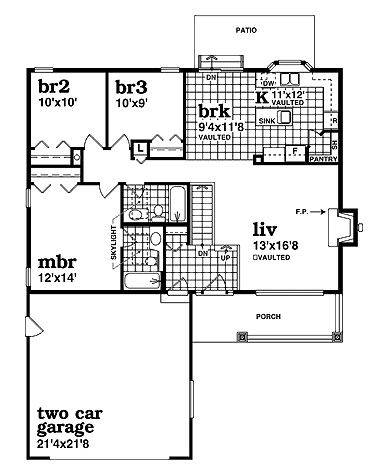 PATIO
br2
10'x10'
br3
10'x9'
DN
DW
K
11'x12'
VAULTED
brk
9'4x11'8
VAULTED
SINK
R
L
F
SH
PANTRY
F.P.
liv
13'x16'8
VAULTED
SKYLIGHT
mbr
12'x14'
DN
UP
PORCH
two car
garage
21'4x21'8